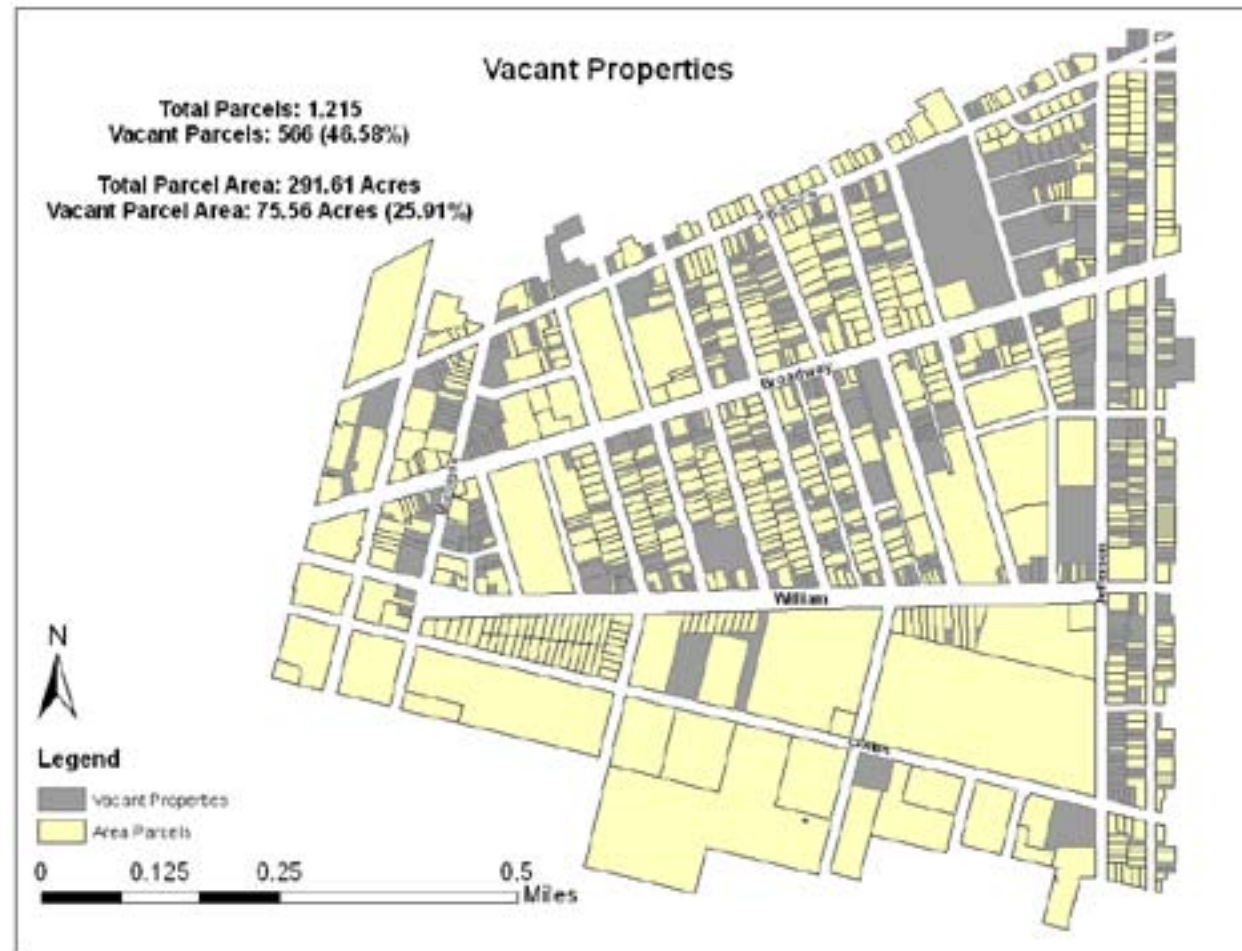 Vacant Properties
Total Parcels: 1,215
Vacant Parcels: 566 (46.58%)
Total Parcel Area: 291.61 Acres
Vacant Parcel Area: 75.56 Acres (25.91%)
Broadway
William
Jefferson
N
Legend
Vacant Properties
Area Parcels
0 0.125 0.25 0.5
Miles